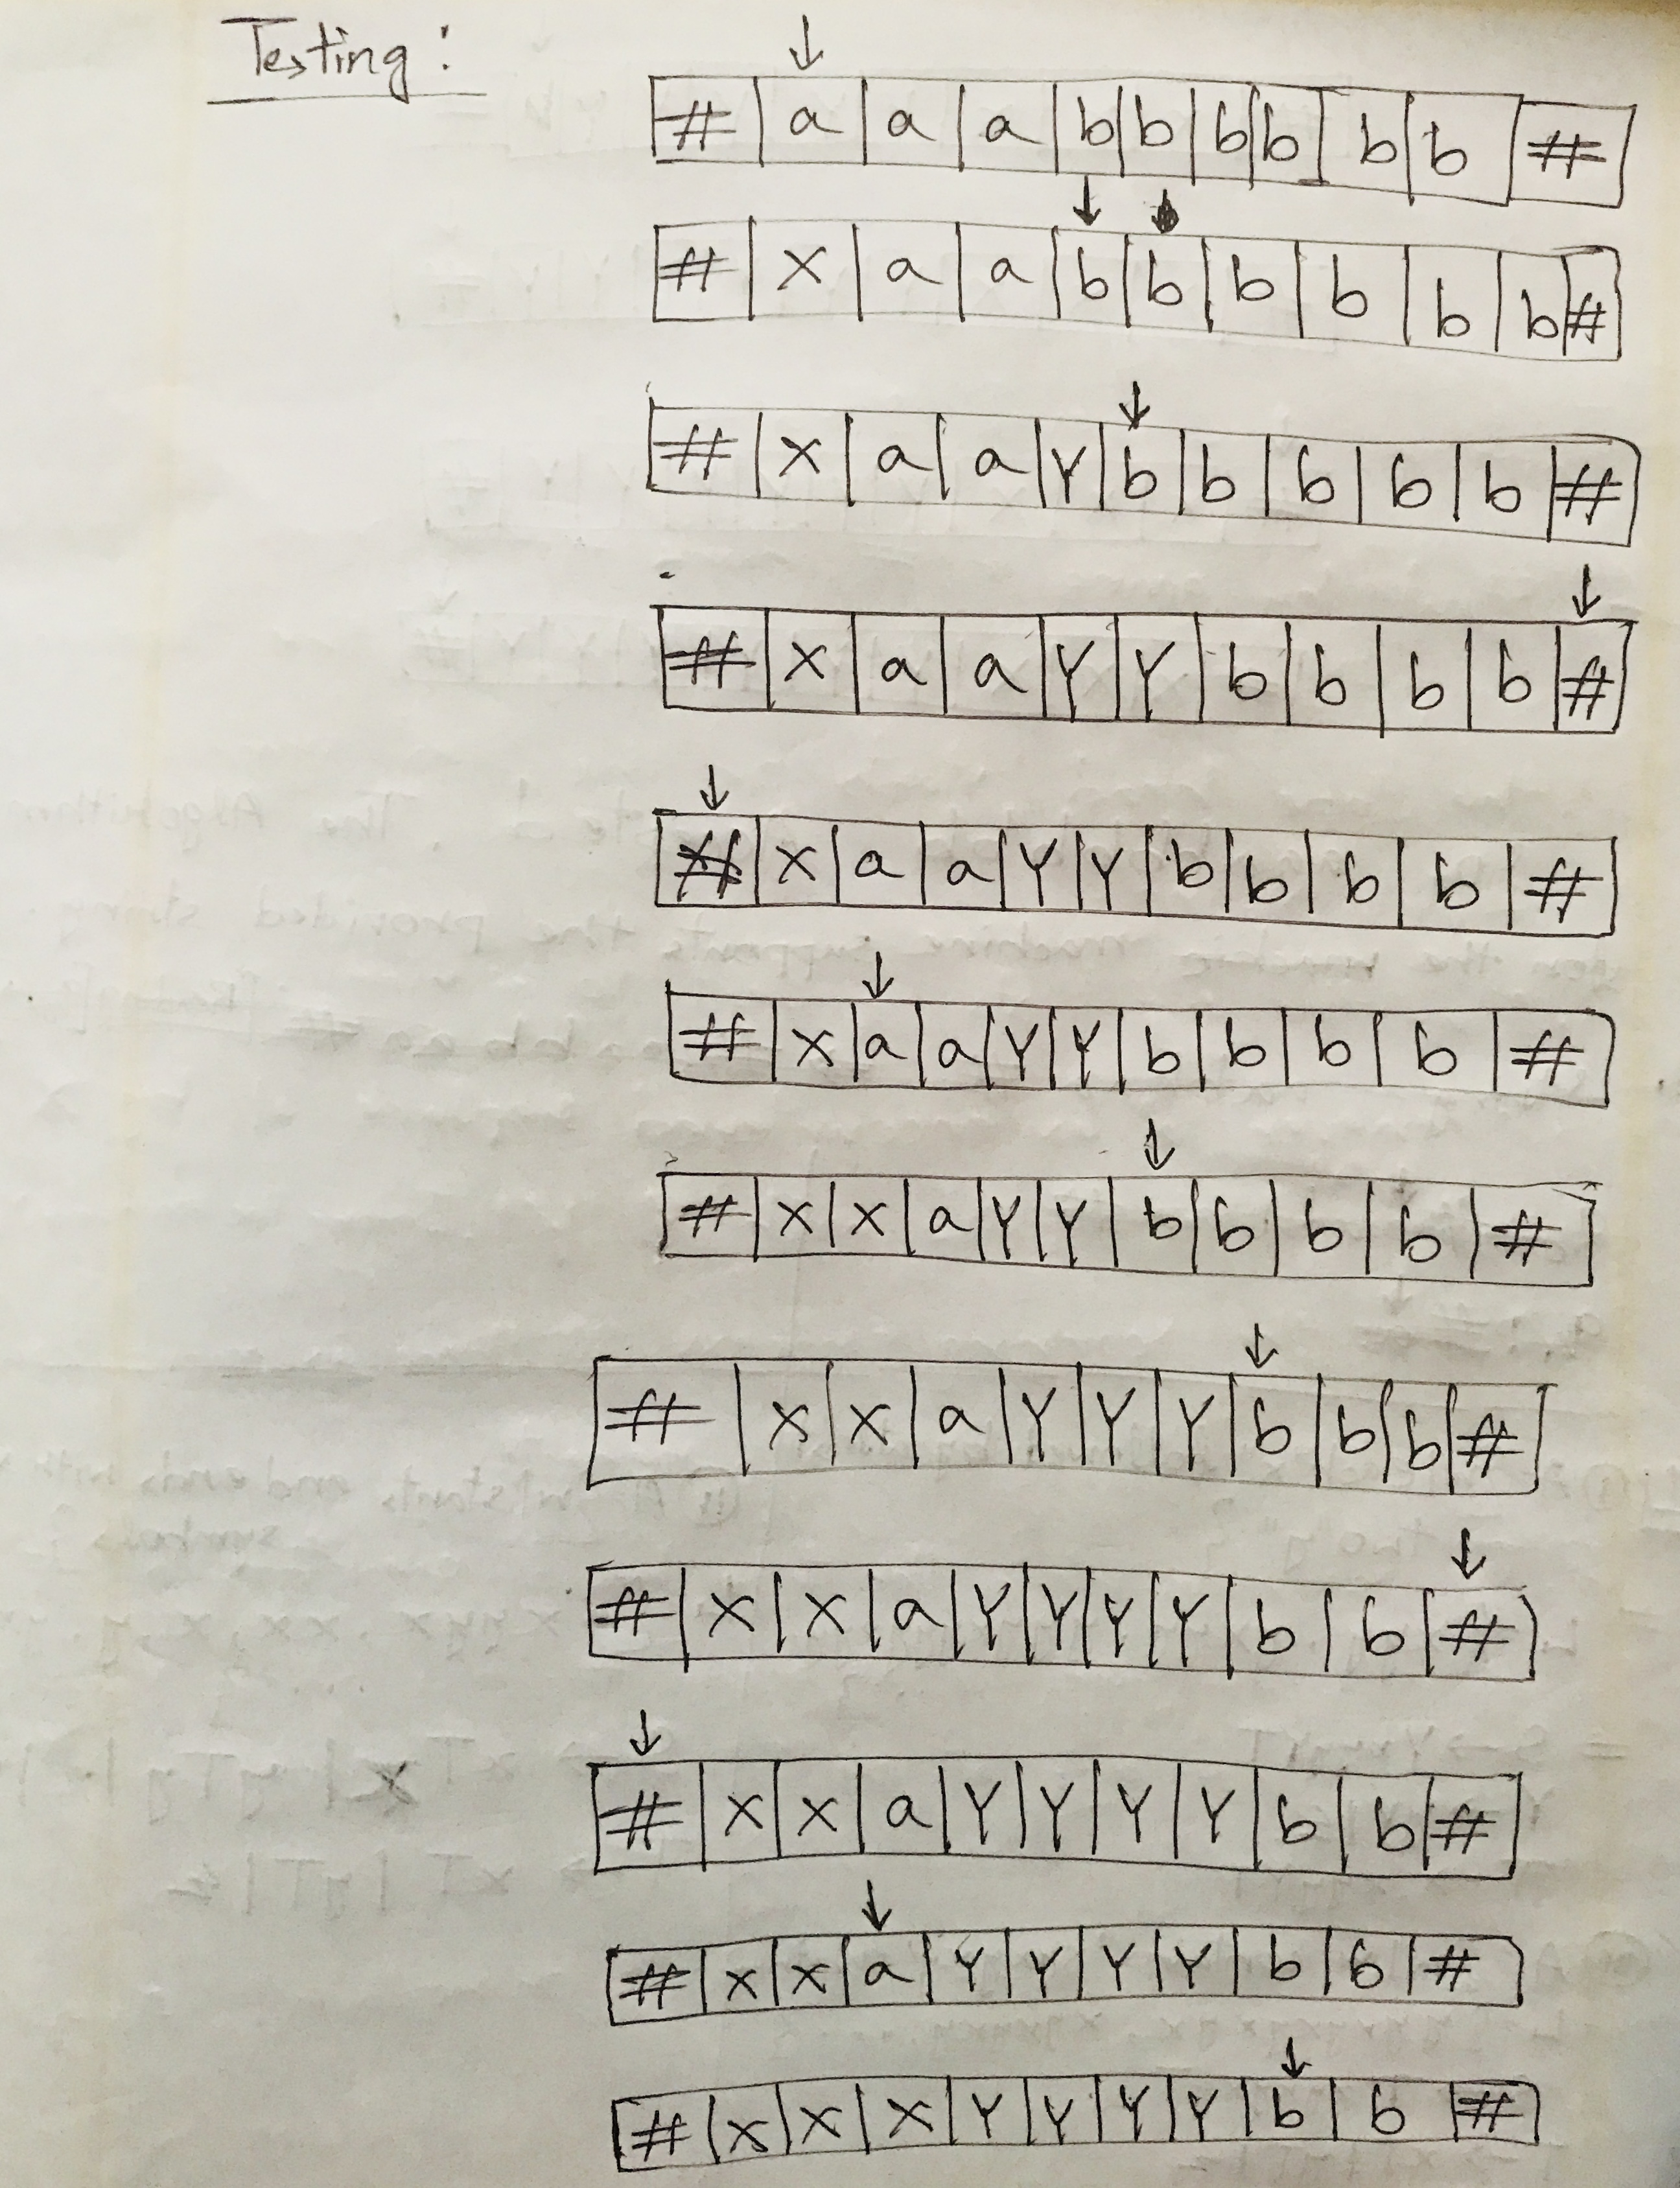 Testing:
↓
# | a | a | a | b | b | b | b | b | b | #
↓ ↓
# | x | a | a | b | b | b | b | b | b | #
↓
# | x | a | a | Y | b | b | b | b | b | #
↓
# | x | a | a | Y | Y | b | b | b | b | #
↓
# | x | a | a | Y | Y | b | b | b | b | #
↓
# | x | a | a | Y | Y | b | b | b | b | #
↓
# | x | x | a | Y | Y | b | b | b | b | #
↓
# | x | x | a | Y | Y | Y | b | b | b | #
↓
# | x | x | a | Y | Y | Y | Y | b | b | #
↓
# | x | x | a | Y | Y | Y | Y | b | b | #
↓
# | x | x | a | Y | Y | Y | Y | b | b | #
↓
# | x | x | x | Y | Y | Y | Y | b | b | #